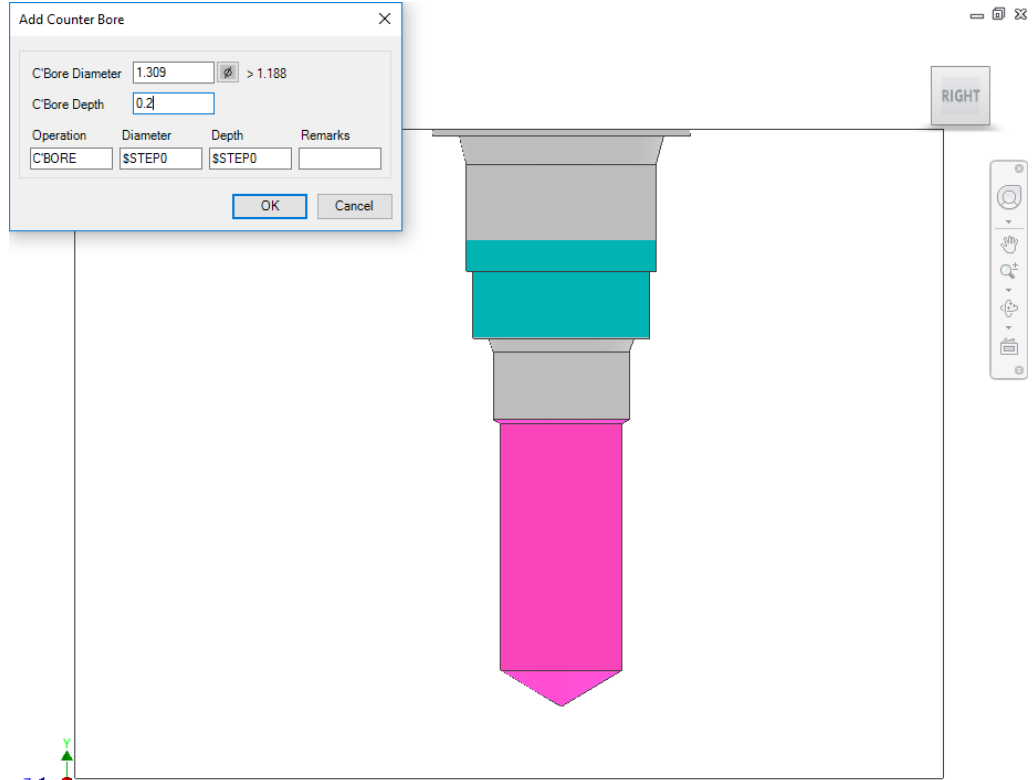 Add Counter Bore
C'Bore Diameter 1.309 Ø > 1.188
C'Bore Depth 0.2
Operation Diameter Depth Remarks
C'BORE $STEP0 $STEP0
OK Cancel
RIGHT
Y